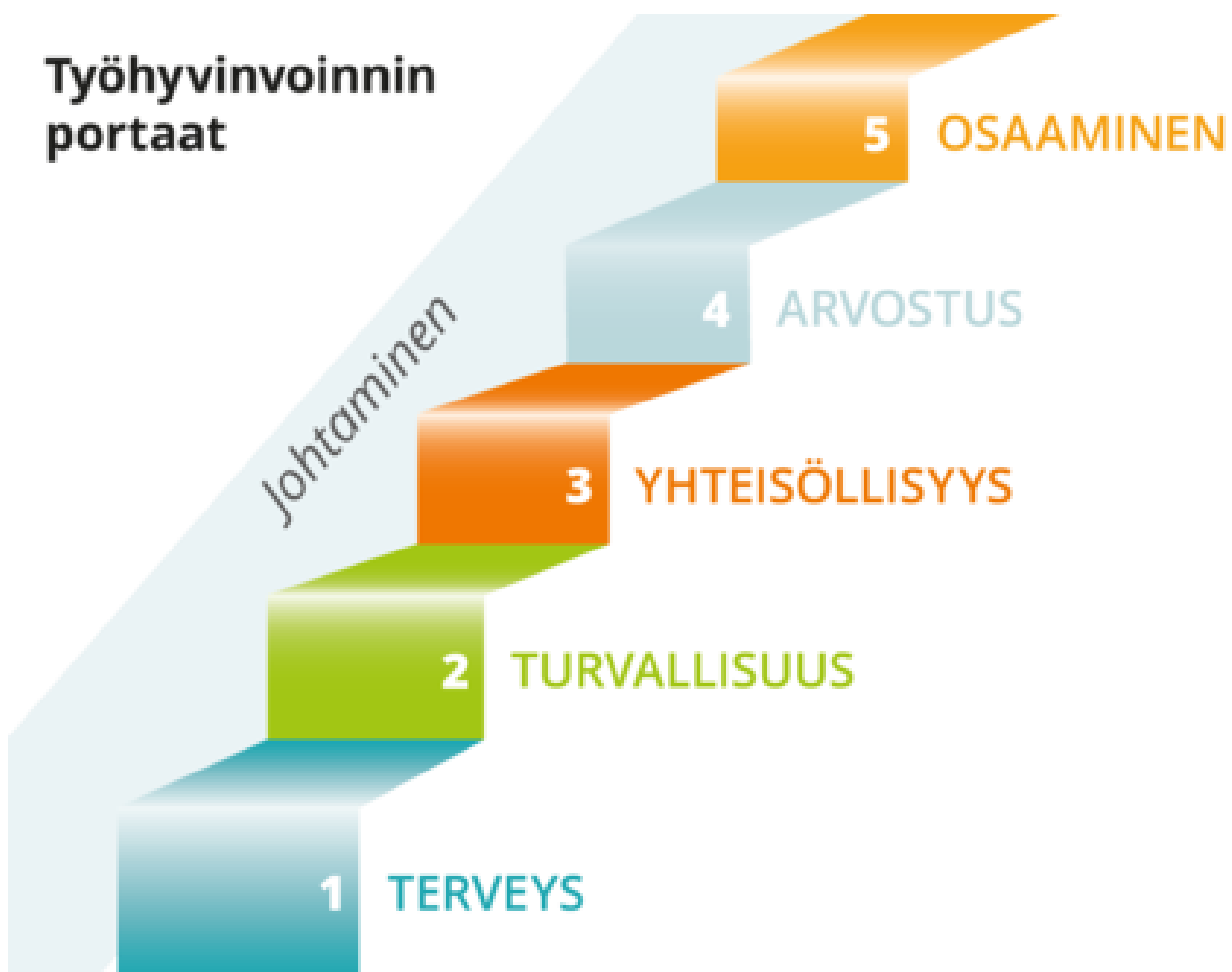 Työhyvinvoinnin
portaat
5 OSAAMINEN
4 ARVOSTUS
Johtaminen
3 YHTEISÖLLISYYS
2 TURVALLISUUS
1 TERVEYS